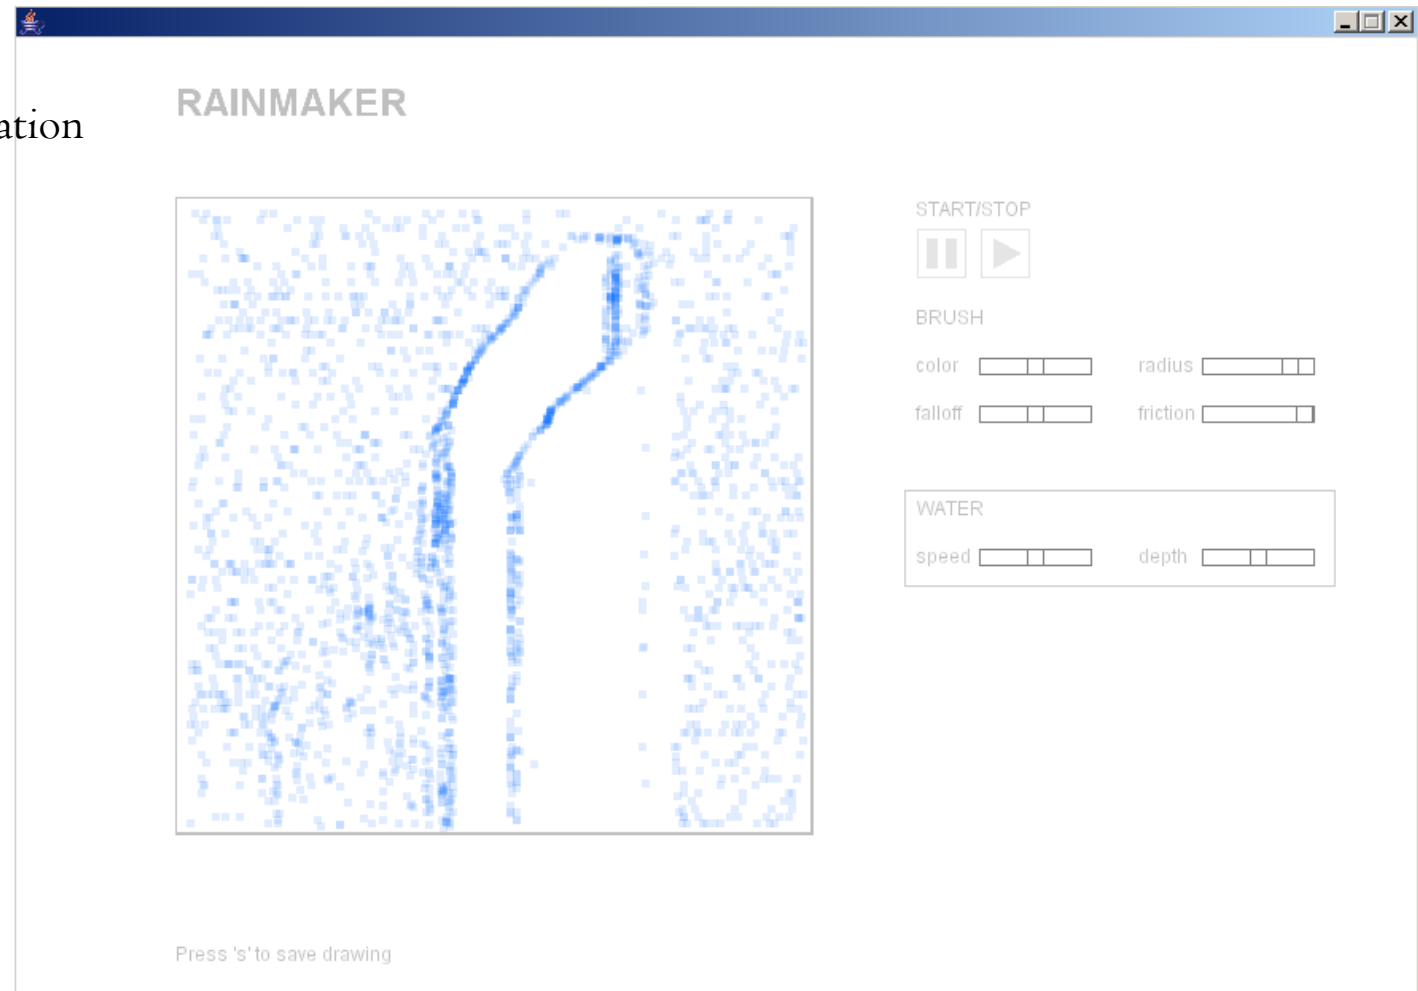 RAINMAKER
ation
START/STOP
BRUSH
color
radius
falloff
friction
WATER
speed
depth
Press 's' to save drawing